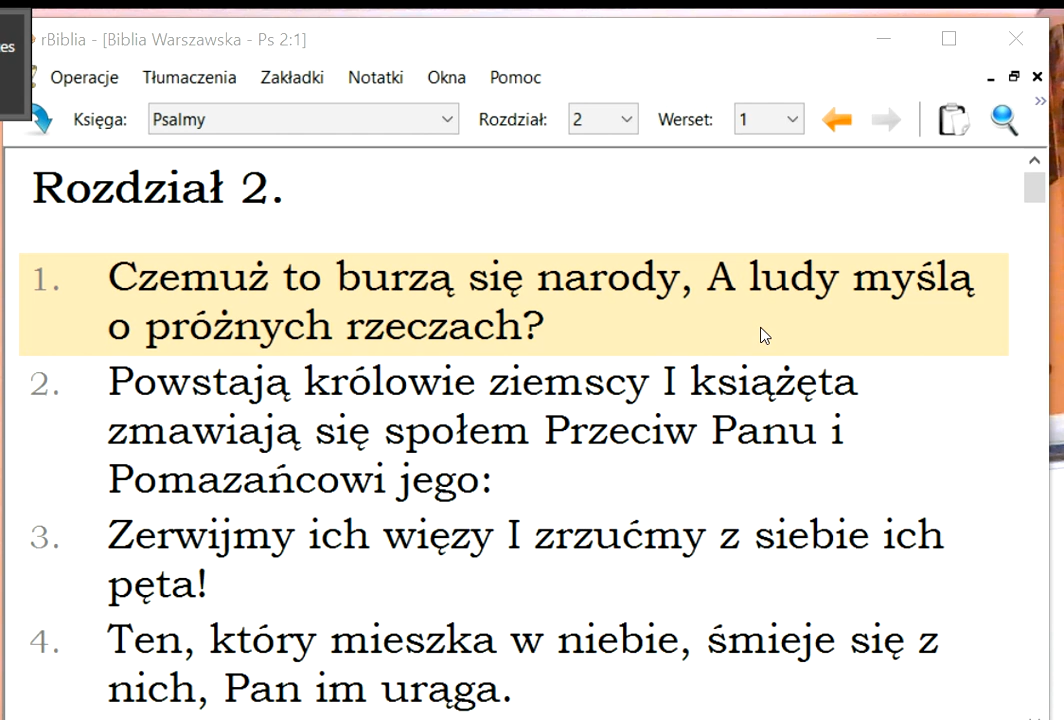 es
rBiblia - [Biblia Warszawska - Ps 2:1]
Operacje Tłumaczenia Zakładki Notatki Okna Pomoc
Księga: Psalmy Rozdział: 2 Werset: 1
Rozdział 2.
1. Czemuż to burzą się narody, A ludy myślą
o próżnych rzeczach?
2. Powstają królowie ziemscy I książęta
zmawiają się społem Przeciw Panu i
Pomazańcowi jego:
3. Zerwijmy ich więzy I zrzućmy z siebie ich
pęta!
4. Ten, który mieszka w niebie, śmieje się z
nich, Pan im urąga.